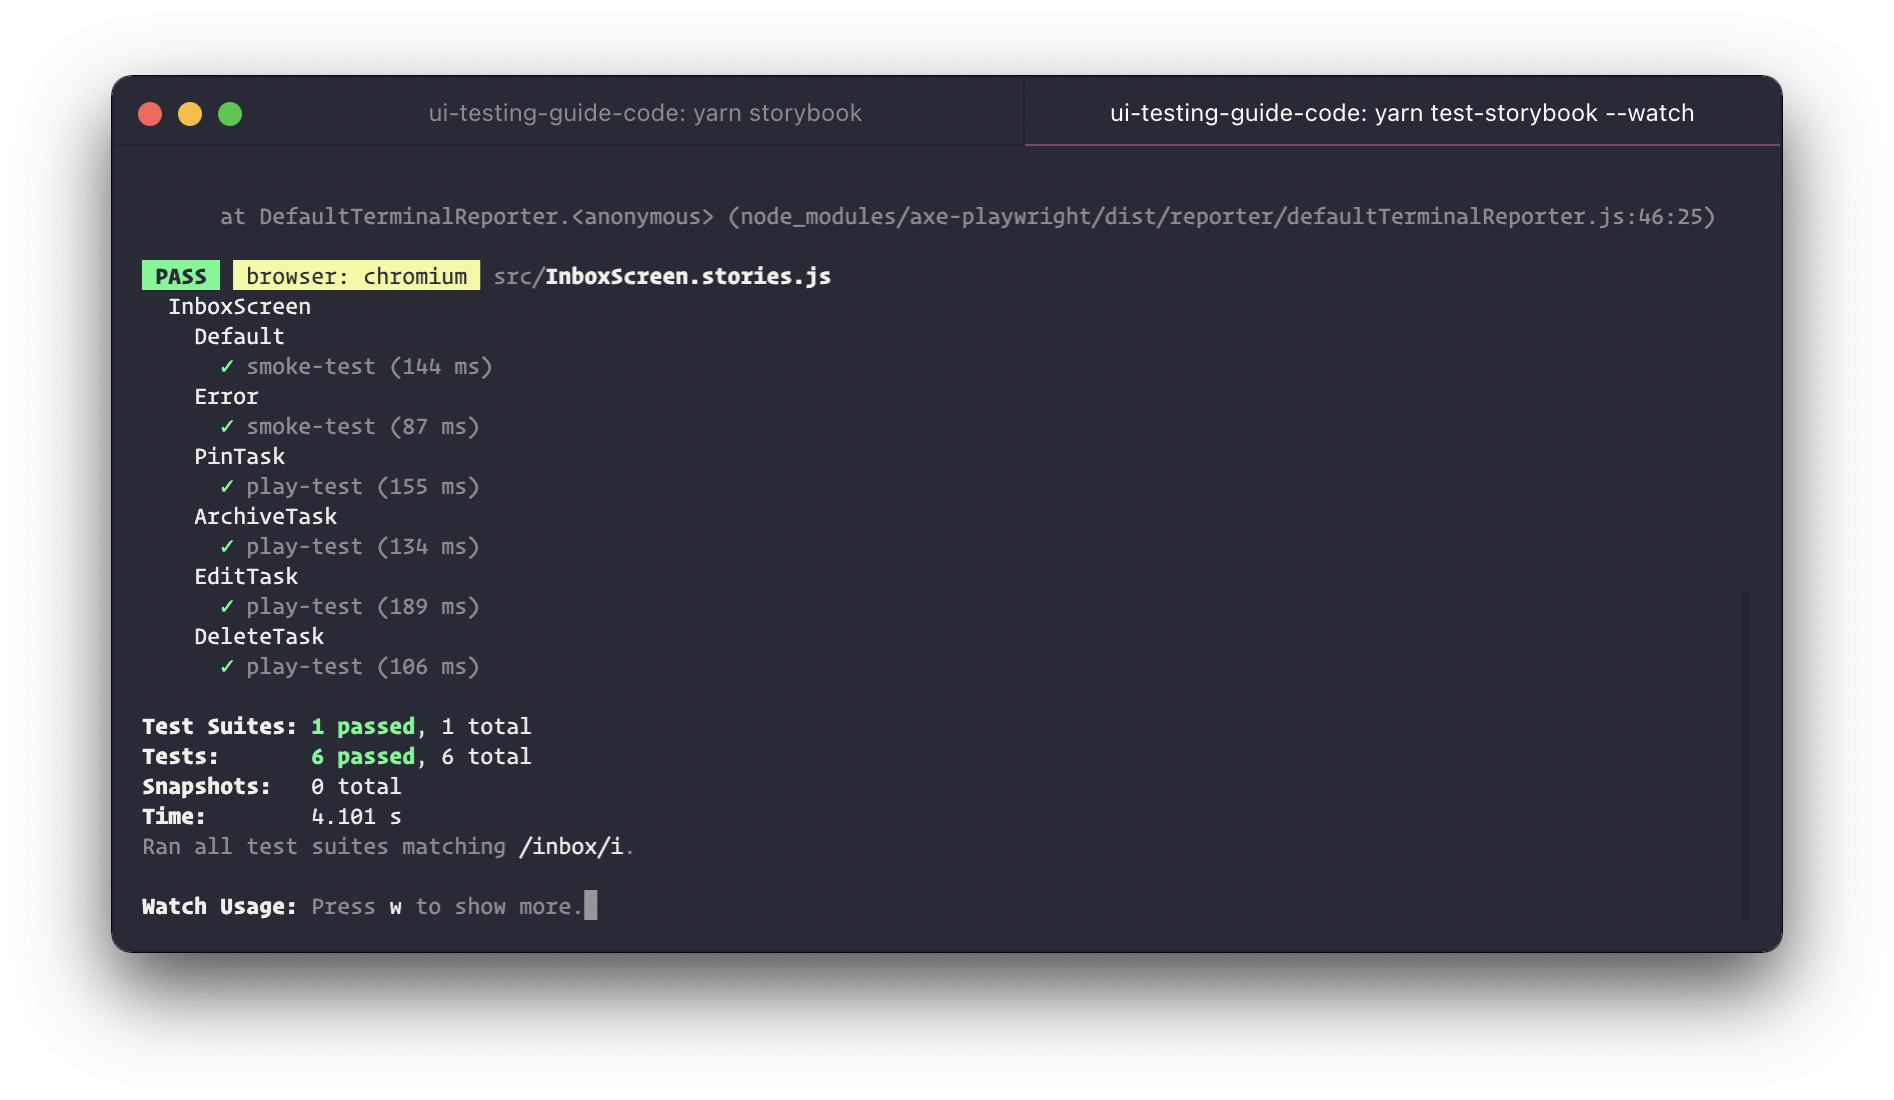 ui-testing-guide-code: yarn storybook
ui-testing-guide-code: yarn test-storybook --watch
at DefaultTerminalReporter.<anonymous> (node_modules/axe-playwright/dist/reporter/defaultTerminalReporter.js:46:25)
PASS browser: chromium src/InboxScreen.stories.js
InboxScreen
Default
✓ smoke-test (144 ms)
Error
✓ smoke-test (87 ms)
PinTask
✓ play-test (155 ms)
ArchiveTask
✓ play-test (134 ms)
EditTask
✓ play-test (189 ms)
DeleteTask
✓ play-test (106 ms)
Test Suites: 1 passed, 1 total
Tests: 6 passed, 6 total
Snapshots: 0 total
Time: 4.101 s
Ran all test suites matching /inbox/i.
Watch Usage: Press w to show more.